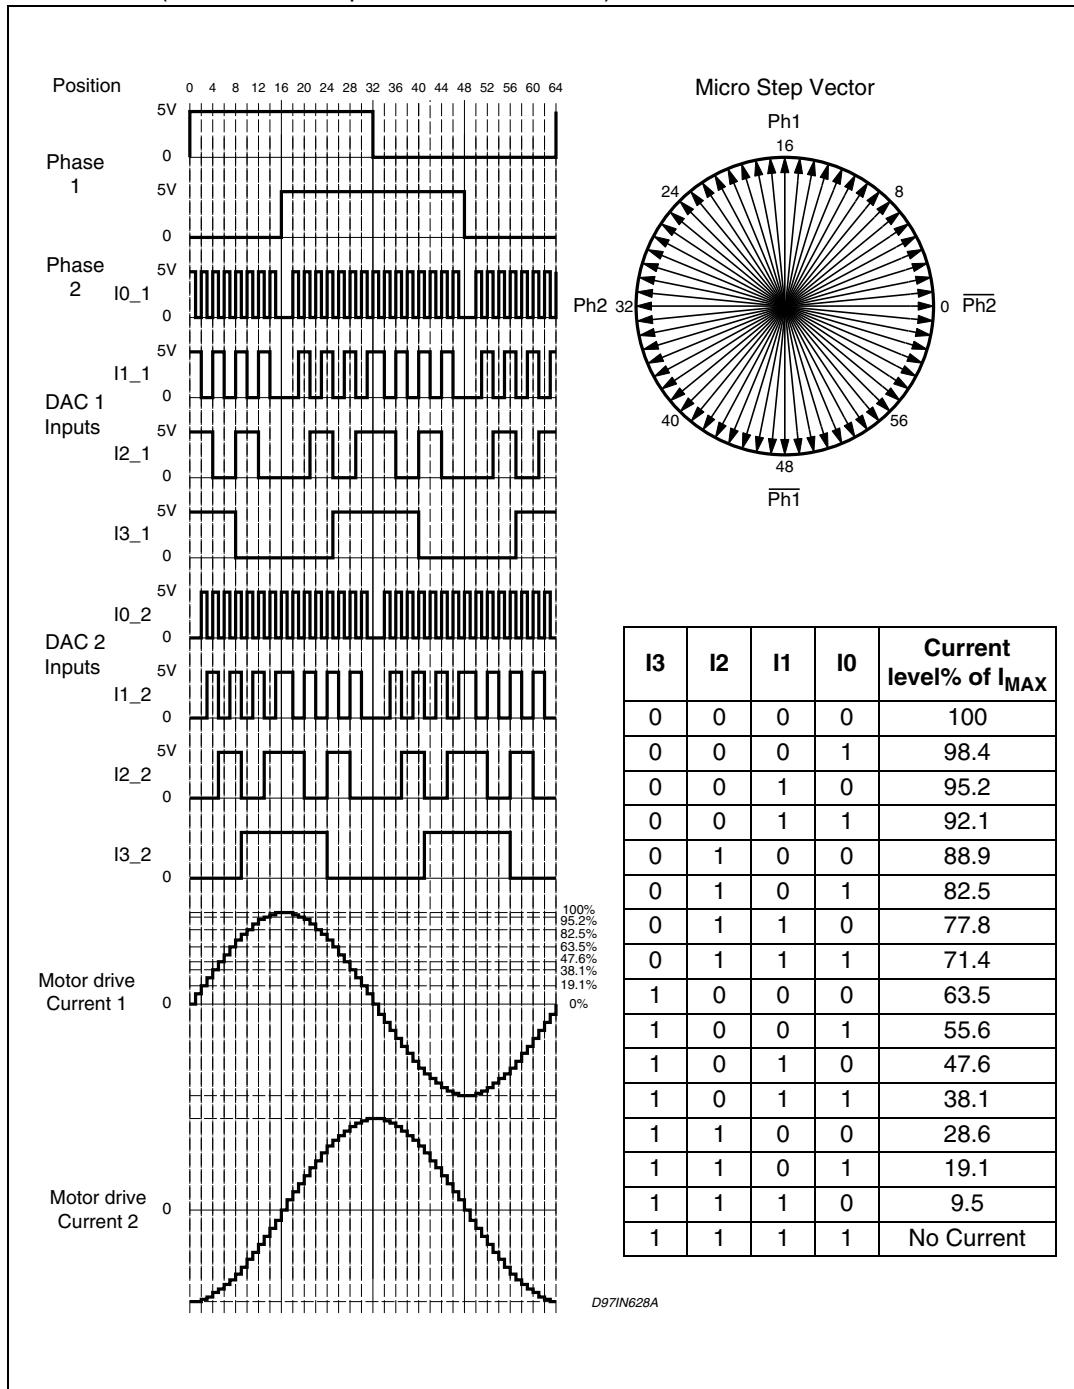 Position
0 4 8 12 16 20 24 28 32 36 40 44 48 52 56 60 64
5V
0
Phase
1
5V
0
Phase
2
I0_1
5V
0
I1_1
5V
0
DAC 1
Inputs
I2_1
5V
0
I3_1
5V
0
I0_2
5V
0
DAC 2
Inputs
I1_2
5V
0
I2_2
5V
0
I3_2
5V
0
100%
95.2%
82.5%
63.5%
47.6%
38.1%
19.1%
0%
Motor drive
Current 1
0
Motor drive
Current 2
0
Micro Step Vector
Ph1
16
24
8
Ph2 32
0 Ph2
40
56
48
Ph1
I3 I2 I1 I0 Current level% of IMAX
0 0 0 0 100
0 0 0 1 98.4
0 0 1 0 95.2
0 0 1 1 92.1
0 1 0 0 88.9
0 1 0 1 82.5
0 1 1 0 77.8
0 1 1 1 71.4
1 0 0 0 63.5
1 0 0 1 55.6
1 0 1 0 47.6
1 0 1 1 38.1
1 1 0 0 28.6
1 1 0 1 19.1
1 1 1 0 9.5
1 1 1 1 No Current
D97IN628A